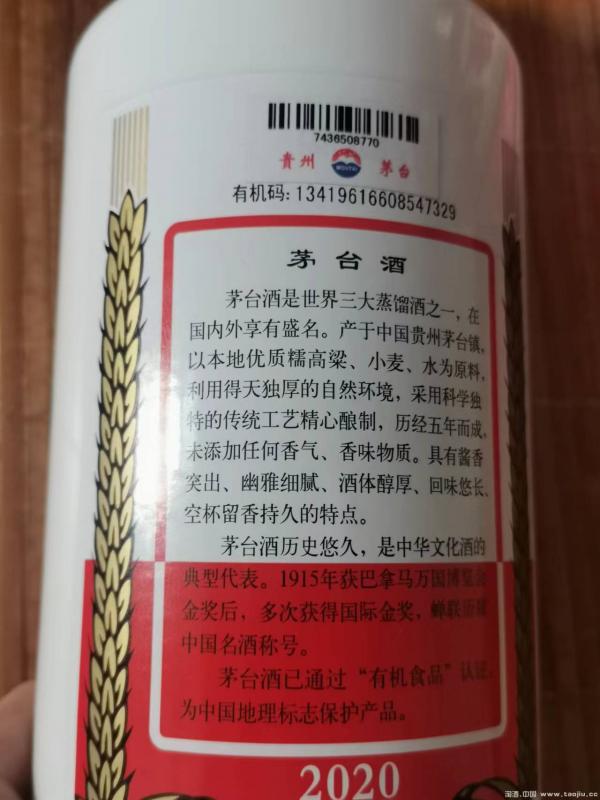 7436508770
贵州 MOUTAI 茅台
有机码: 13419616608547329
茅台酒
茅台酒是世界三大蒸馏酒之一,在
国内外享有盛名。产于中国贵州茅台镇,
以本地优质糯高粱、小麦、水为原料,
利用得天独厚的自然环境,采用科学独
特的传统工艺精心酿制,历经五年而成,
未添加任何香气、香味物质。具有酱香
突出、幽雅细腻、酒体醇厚、回味悠长、
空杯留香持久的特点。
茅台酒历史悠久,是中华文化酒的
典型代表。1915年获巴拿马万国博览会
金奖后,多次获得国际金奖,蝉联历届
中国名酒称号。
茅台酒已通过“有机食品”认证,
为中国地理标志保护产品。
2020
淘酒.中国 www.taojiu.cc